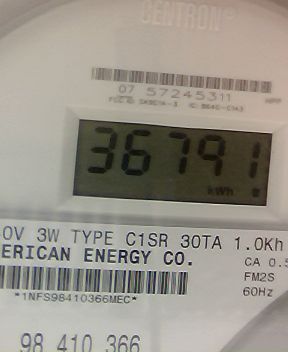 CENTRON®
07 57245311
36791
kWh
0V 3W TYPE C1SR 30TA 1.0Kh
ERICAN ENERGY CO.
CA 0.5
FM2S
*1NFS98410366MEC*
60Hz
98 410 366